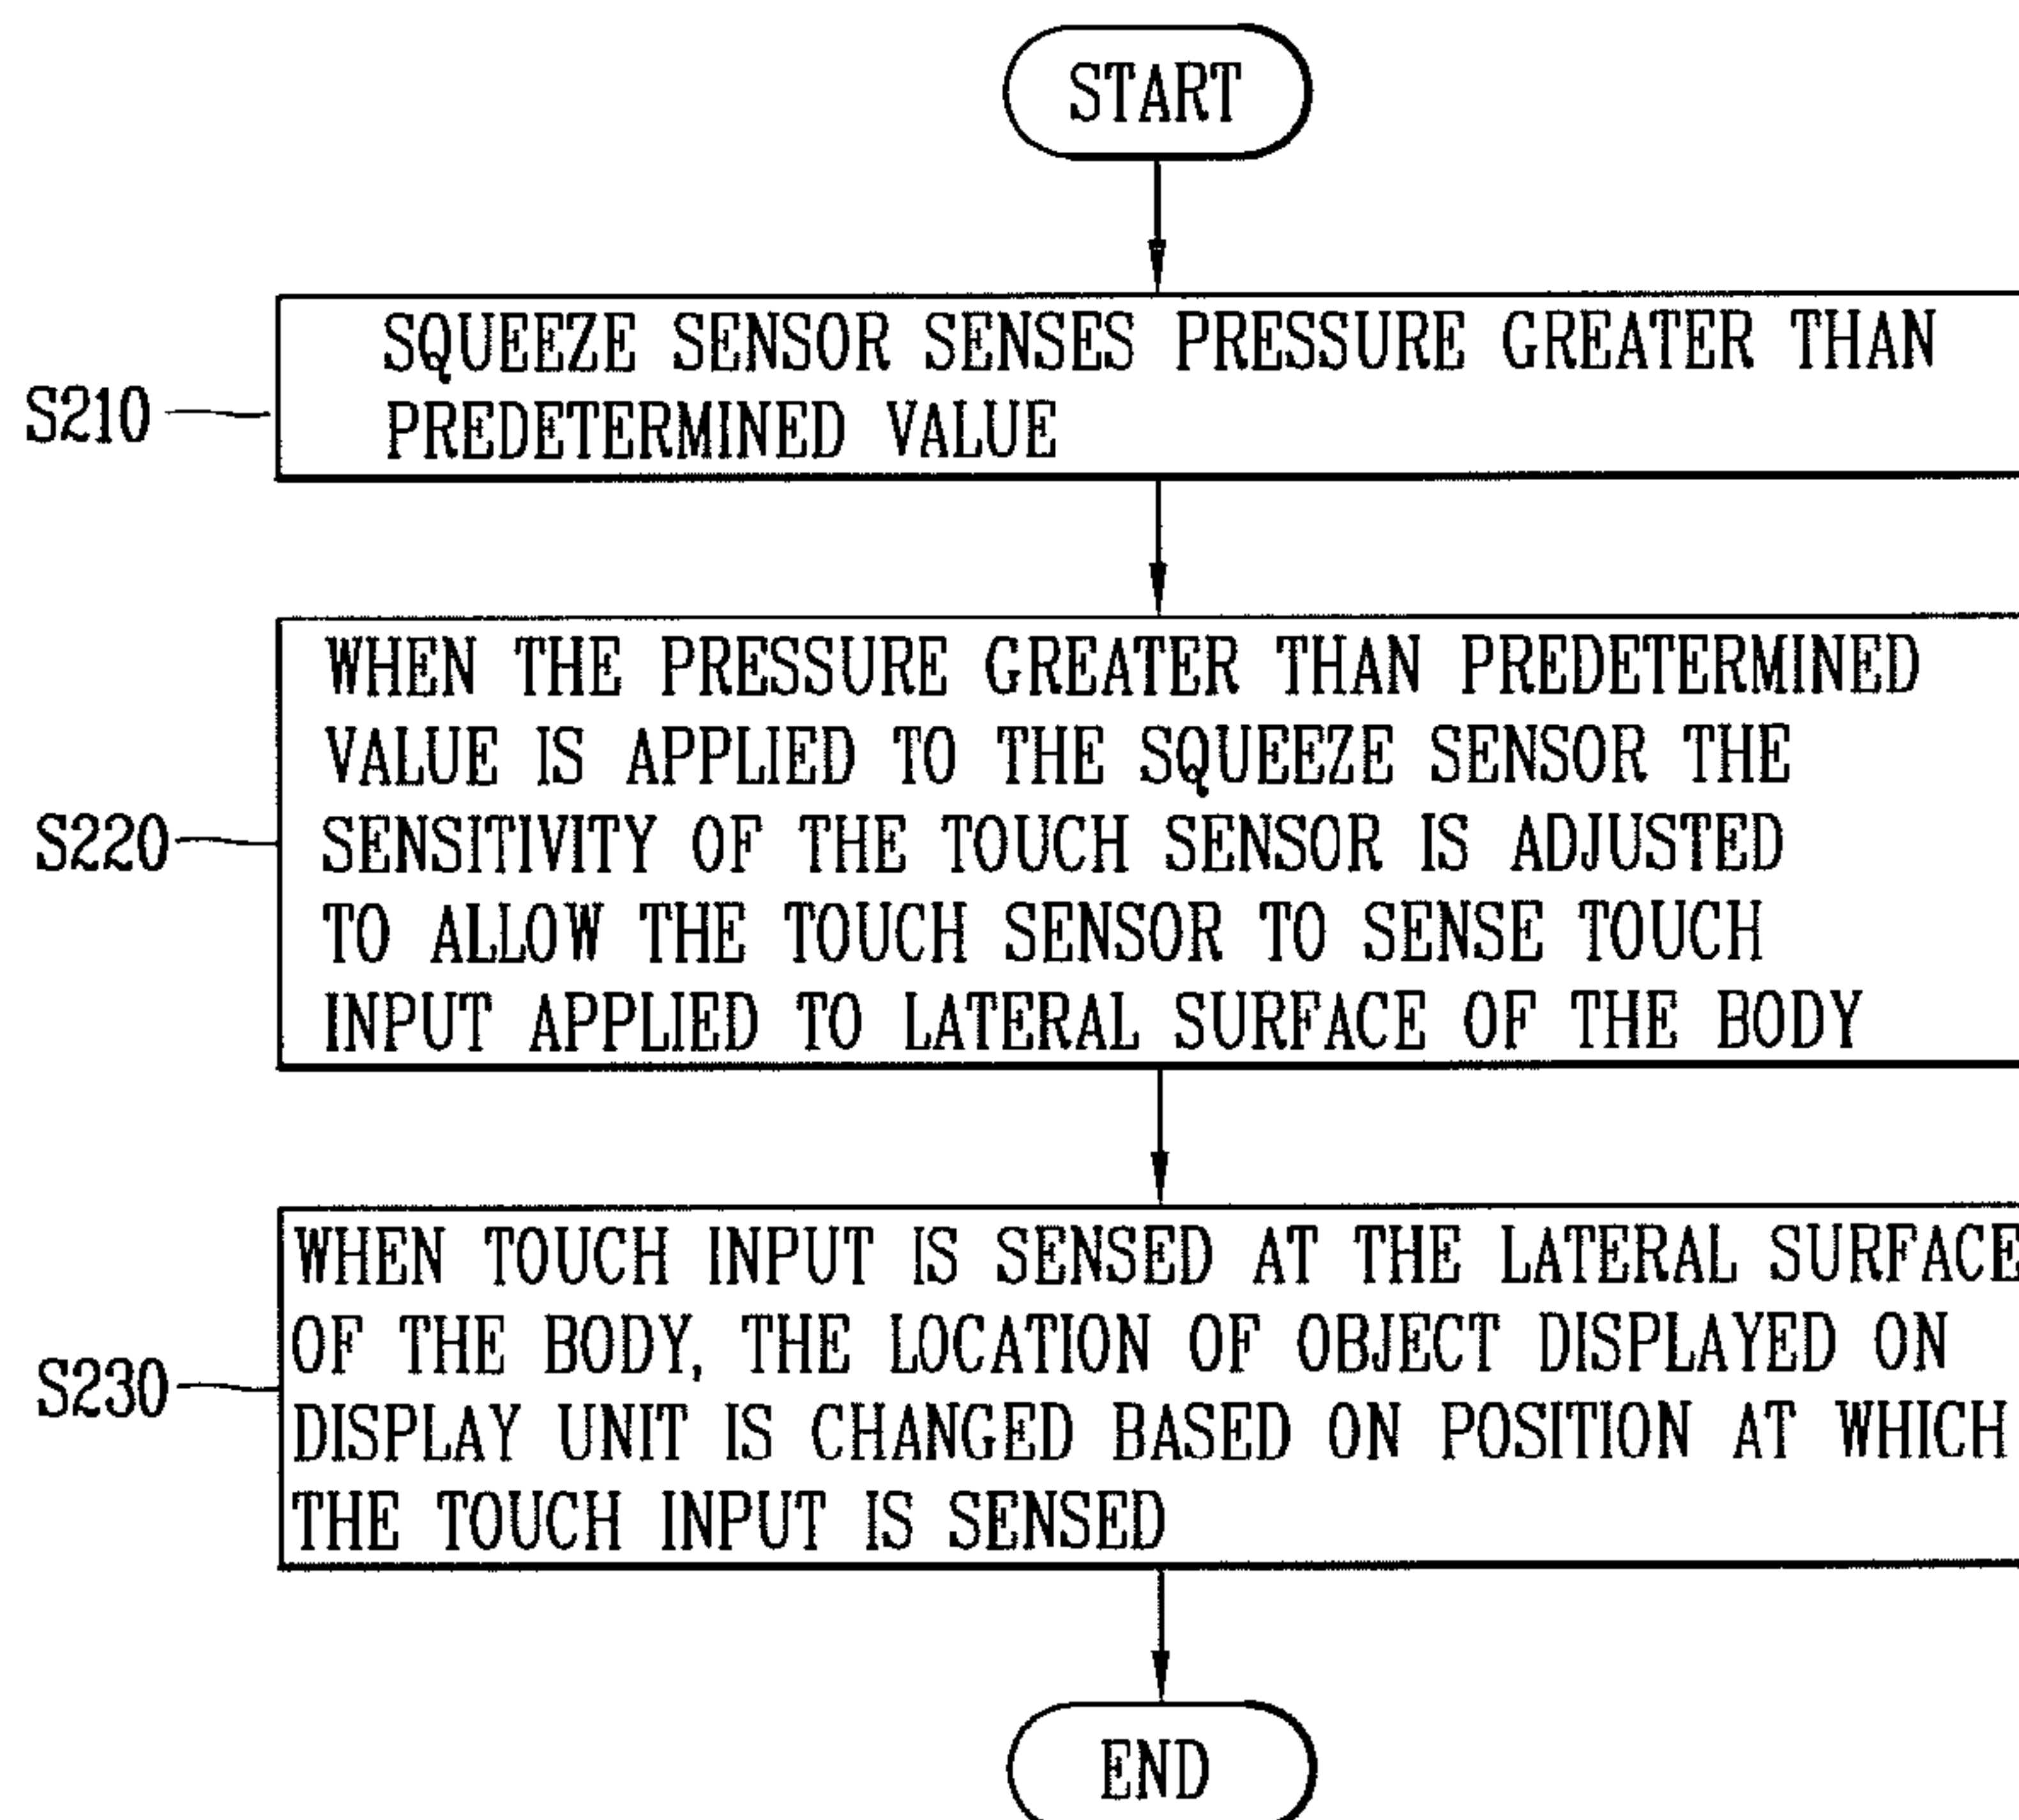 START
S210
SQUEEZE SENSOR SENSES PRESSURE GREATER THAN
PREDETERMINED VALUE
S220
WHEN THE PRESSURE GREATER THAN PREDETERMINED
VALUE IS APPLIED TO THE SQUEEZE SENSOR THE
SENSITIVITY OF THE TOUCH SENSOR IS ADJUSTED
TO ALLOW THE TOUCH SENSOR TO SENSE TOUCH
INPUT APPLIED TO LATERAL SURFACE OF THE BODY
S230
WHEN TOUCH INPUT IS SENSED AT THE LATERAL SURFACE
OF THE BODY, THE LOCATION OF OBJECT DISPLAYED ON
DISPLAY UNIT IS CHANGED BASED ON POSITION AT WHICH
THE TOUCH INPUT IS SENSED
END